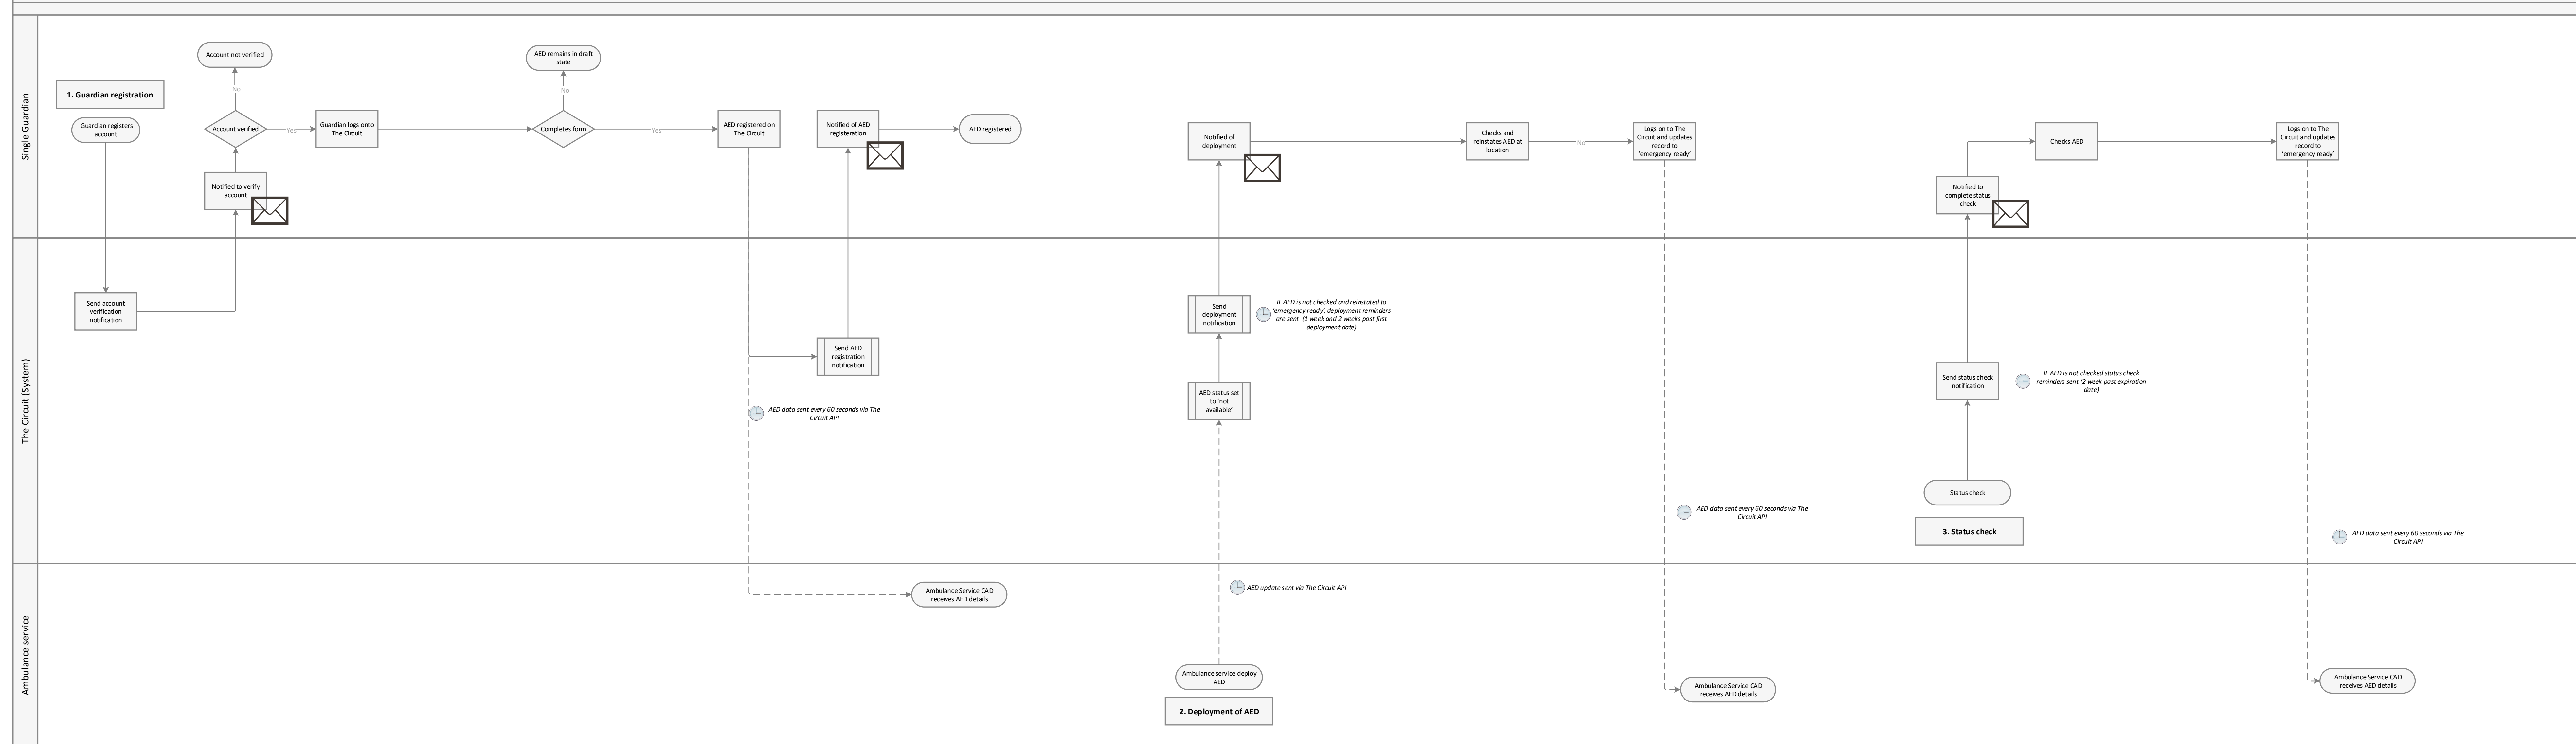 Single Guardian
1. Guardian registration
Guardian registers
account
Account not verified
No
Account verified
Yes
Notified to verify
account
Guardian logs onto
The Circuit
AED remains in draft
state
No
Completes form
Yes
AED registered on
The Circuit
Notified of AED
registeration
AED registered
Notified of
deployment
Checks and
reinstates AED at
location
No
Logs on to The
Circuit and updates
record to
‘emergency ready’
Notified to
complete status
check
Checks AED
Logs on to The
Circuit and updates
record to
‘emergency ready’
The Circuit (System)
Send account
verification
notification
Send AED
registration
notification
AED data sent every 60 seconds via The
Circuit API
Send
deployment
notification
IF AED is not checked and reinstated to
‘emergency ready’, deployment reminders
are sent (1 week and 2 weeks past first
deployment date)
AED status set
to ‘not
available’
AED data sent every 60 seconds via The
Circuit API
Send status check
notification
IF AED is not checked status check
reminders sent (2 week past expiration
date)
Status check
3. Status check
AED data sent every 60 seconds via The
Circuit API
Ambulance service
Ambulance Service CAD
receives AED details
AED update sent via The Circuit API
Ambulance service deploy
AED
2. Deployment of AED
Ambulance Service CAD
receives AED details
Ambulance Service CAD
receives AED details